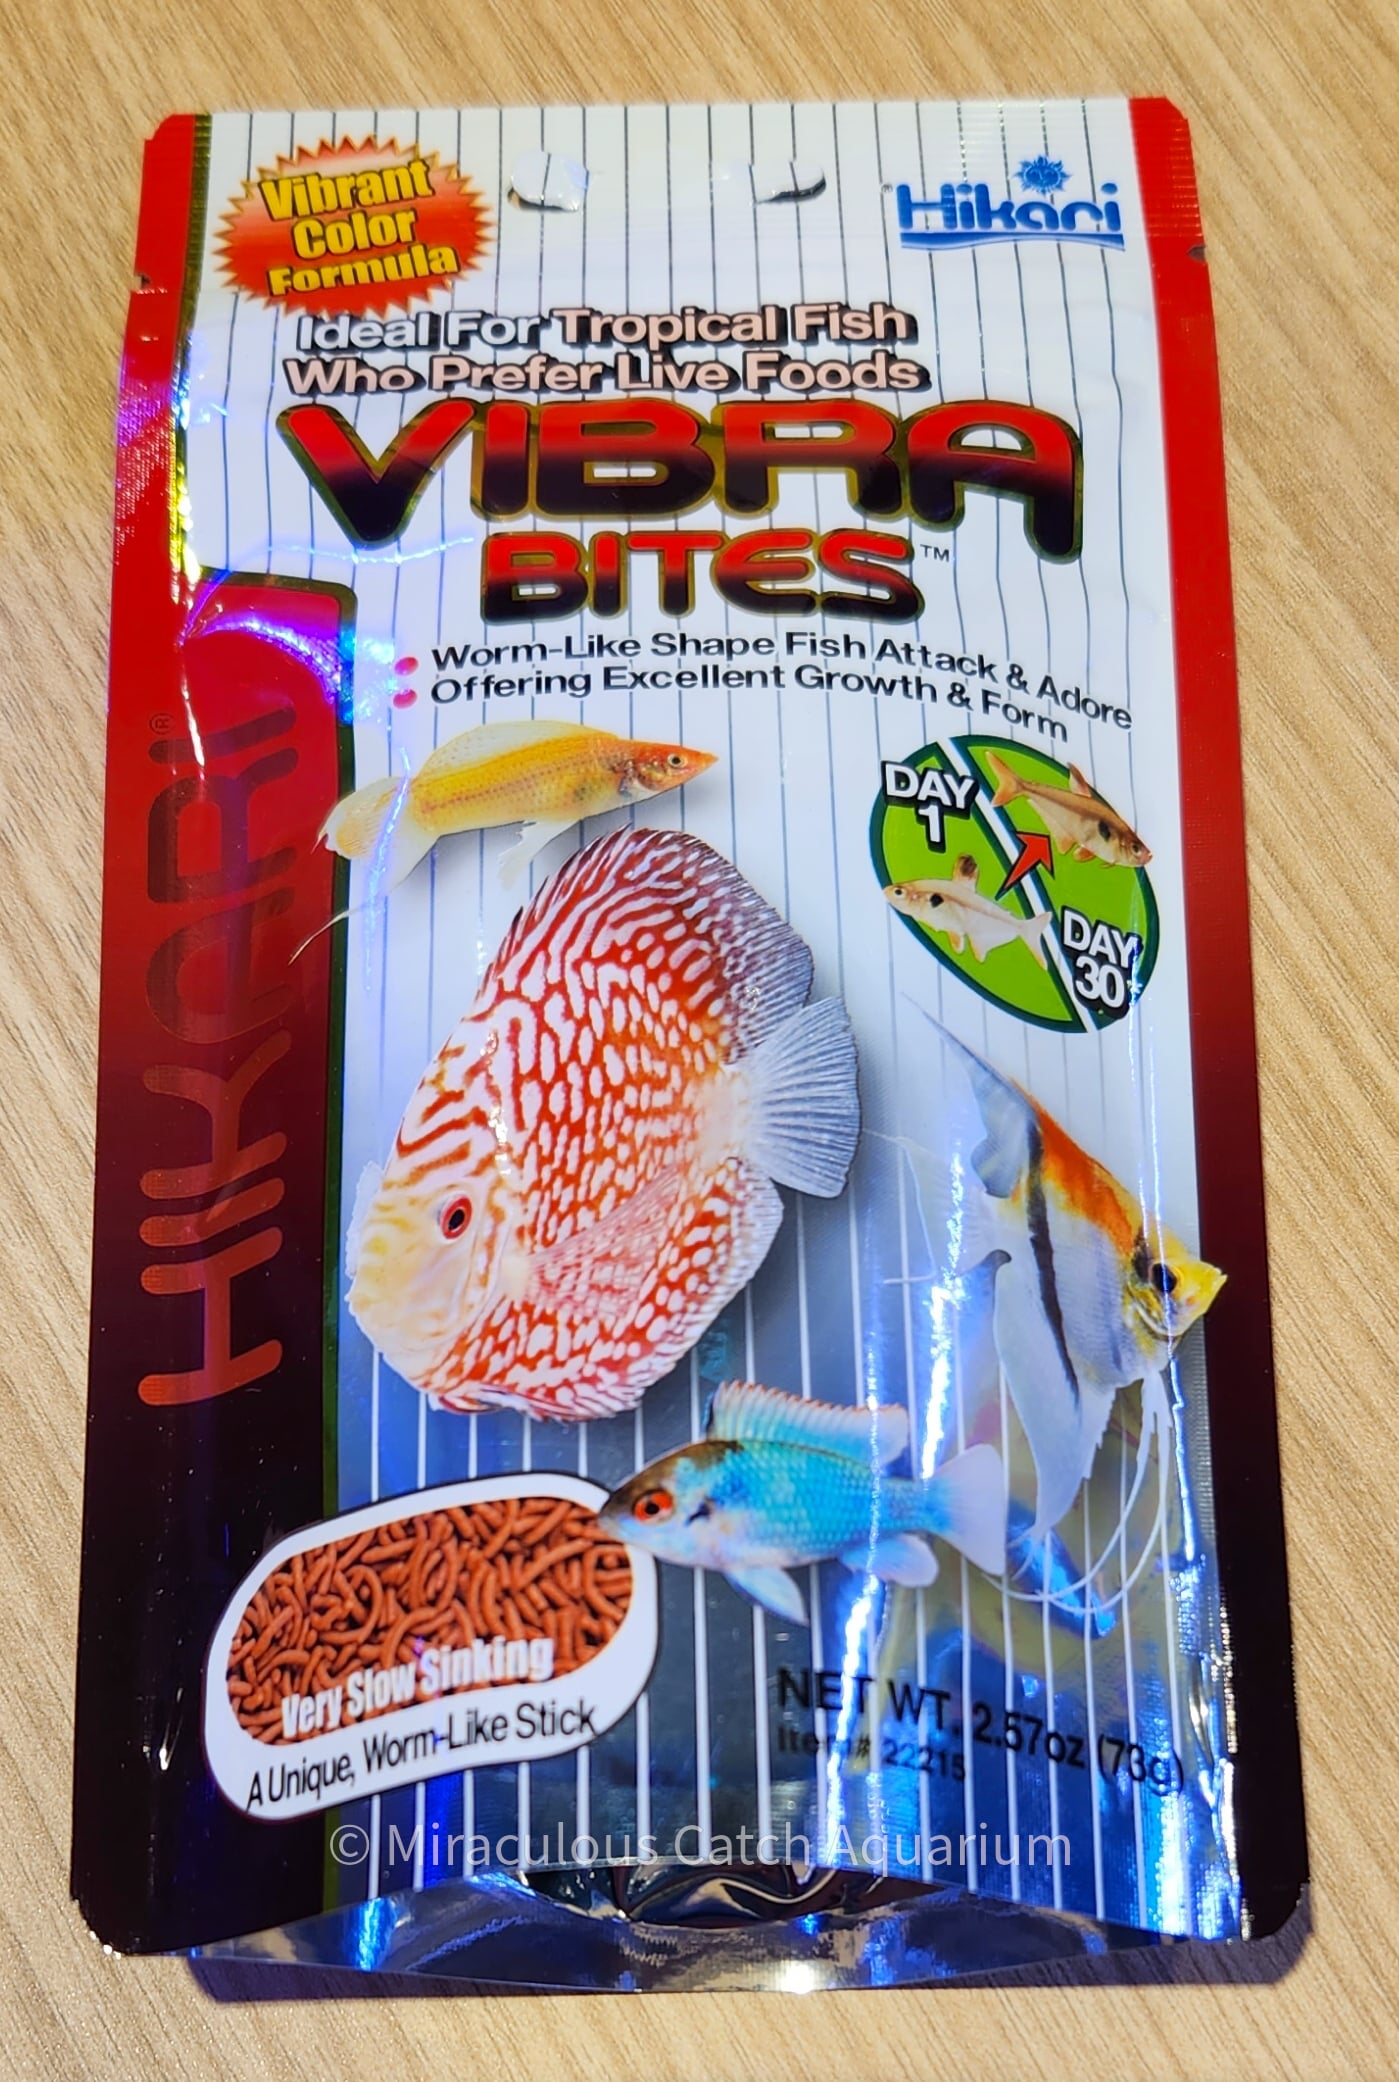 Vibrant
Color
Formula
Hikari®
Ideal For Tropical Fish
Who Prefer Live Foods
VIBRA
BITES™
• Worm-Like Shape Fish Attack & Adore
• Offering Excellent Growth & Form
HIKARI®
DAY
1
DAY
30*
Very Slow Sinking
A Unique, Worm-Like Stick
NET WT. 2.57oz (73g)
Item# 22215
© Miraculous Catch Aquarium